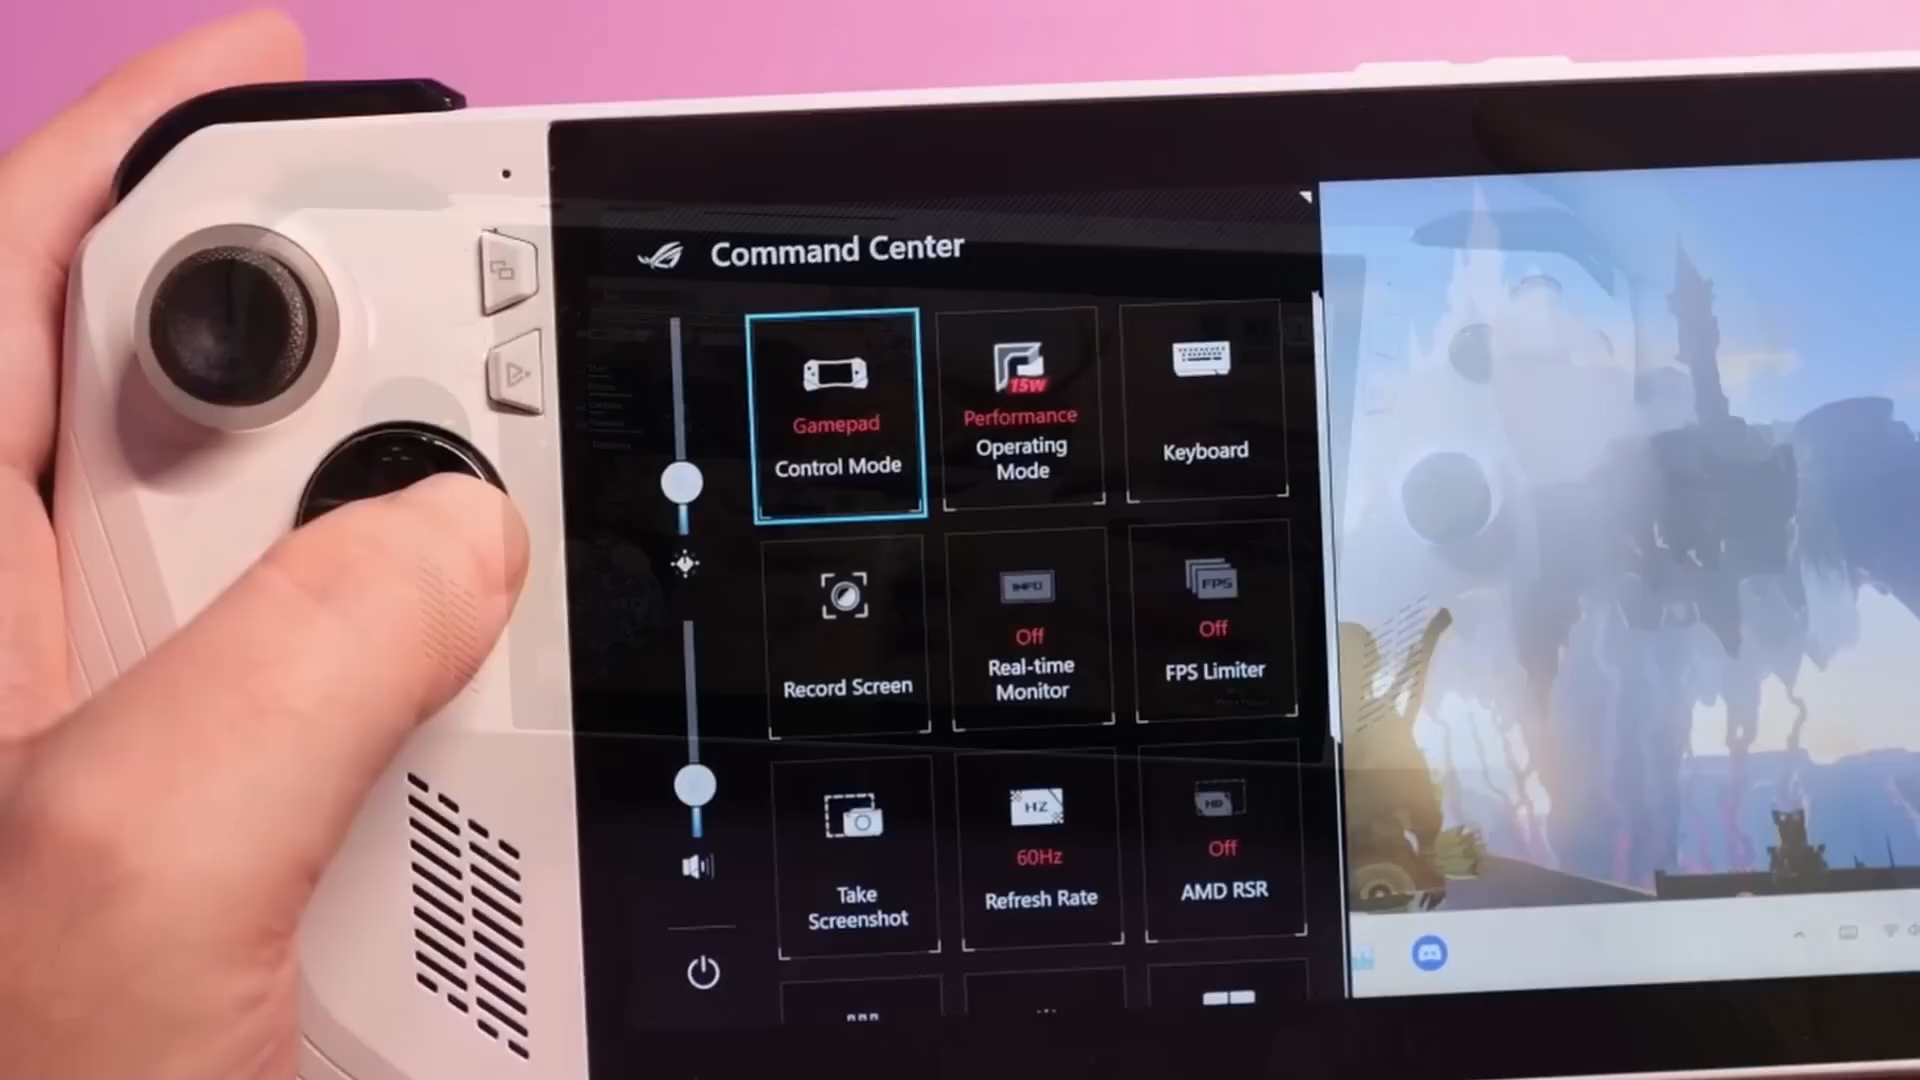 Command Center
Gamepad
Control Mode
15W
Performance
Operating
Mode
Keyboard
Record Screen
INFO
Off
Real-time
Monitor
FPS
Off
FPS Limiter
Take
Screenshot
HZ
60Hz
Refresh Rate
HD
Off
AMD RSR